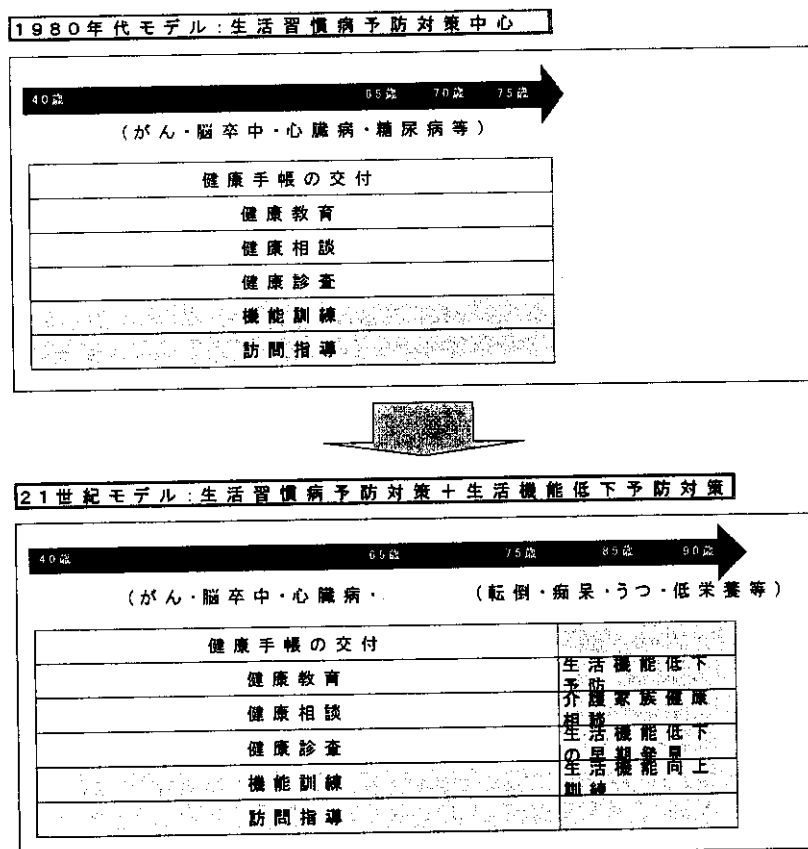 1980年代モデル:生活習慣病予防対策中心
40歳 65歳 70歳 75歳
(がん・脳卒中・心臓病・糖尿病等)
健康手帳の交付
健康教育
健康相談
健康診査
機能訓練
訪問指導
21世紀モデル:生活習慣病予防対策+生活機能低下予防対策
40歳 65歳 75歳 85歳 90歳
(がん・脳卒中・心臓病・ (転倒・痴呆・うつ・低栄養等)
健康手帳の交付
健康教育 生活機能低下
予防
健康相談 介護家族健康
相談
健康診査 生活機能低下
の早期発見
機能訓練 生活機能向上
訓練
訪問指導